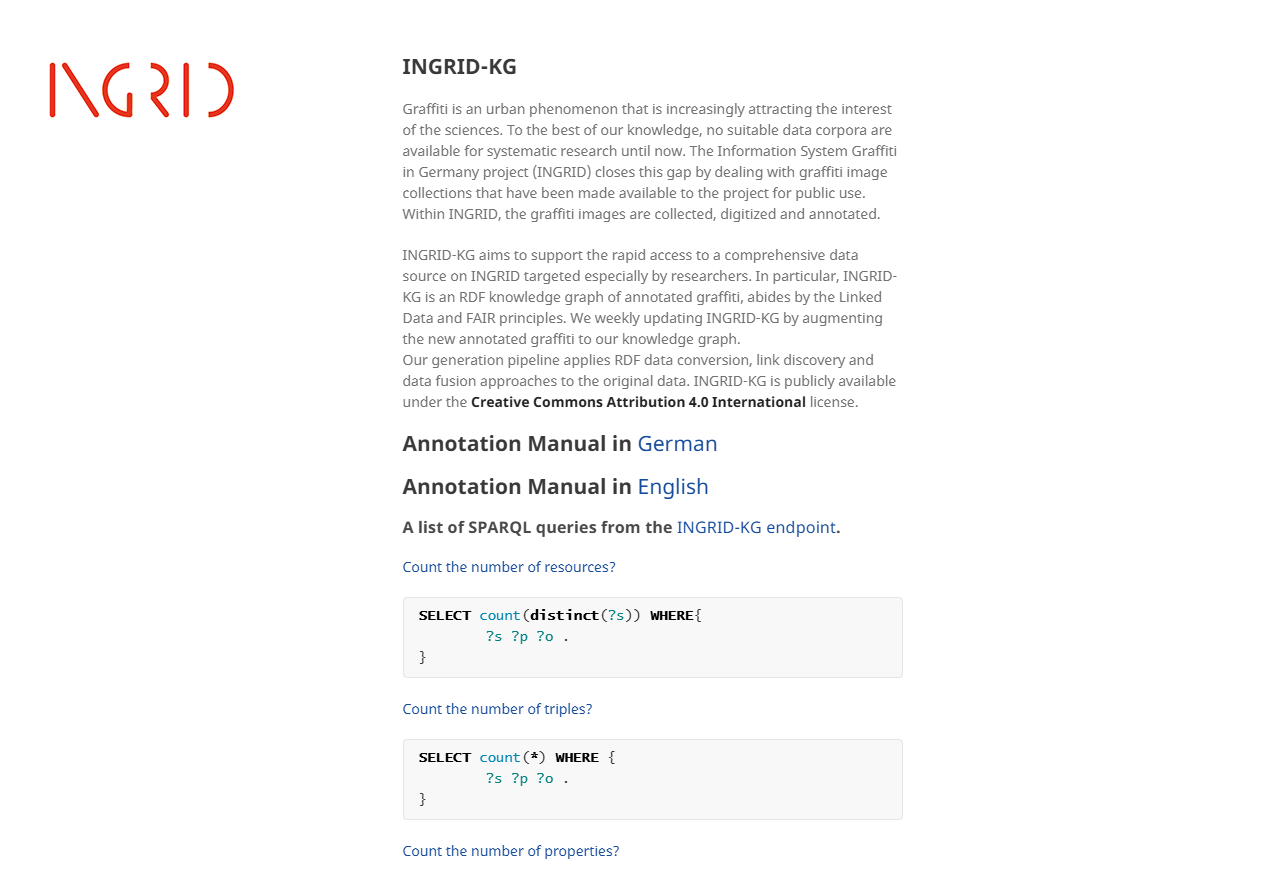 INGRID
INGRID-KG
Graffiti is an urban phenomenon that is increasingly attracting the interest
of the sciences. To the best of our knowledge, no suitable data corpora are
available for systematic research until now. The Information System Graffiti
in Germany project (INGRID) closes this gap by dealing with graffiti image
collections that have been made available to the project for public use.
Within INGRID, the graffiti images are collected, digitized and annotated.
INGRID-KG aims to support the rapid access to a comprehensive data
source on INGRID targeted especially by researchers. In particular, INGRID-
KG is an RDF knowledge graph of annotated graffiti, abides by the Linked
Data and FAIR principles. We weekly updating INGRID-KG by augmenting
the new annotated graffiti to our knowledge graph.
Our generation pipeline applies RDF data conversion, link discovery and
data fusion approaches to the original data. INGRID-KG is publicly available
under the Creative Commons Attribution 4.0 International license.
Annotation Manual in German
Annotation Manual in English
A list of SPARQL queries from the INGRID-KG endpoint.
Count the number of resources?
SELECT count(distinct(?s)) WHERE{
?s ?p ?o .
}
Count the number of triples?
SELECT count(*) WHERE {
?s ?p ?o .
}
Count the number of properties?